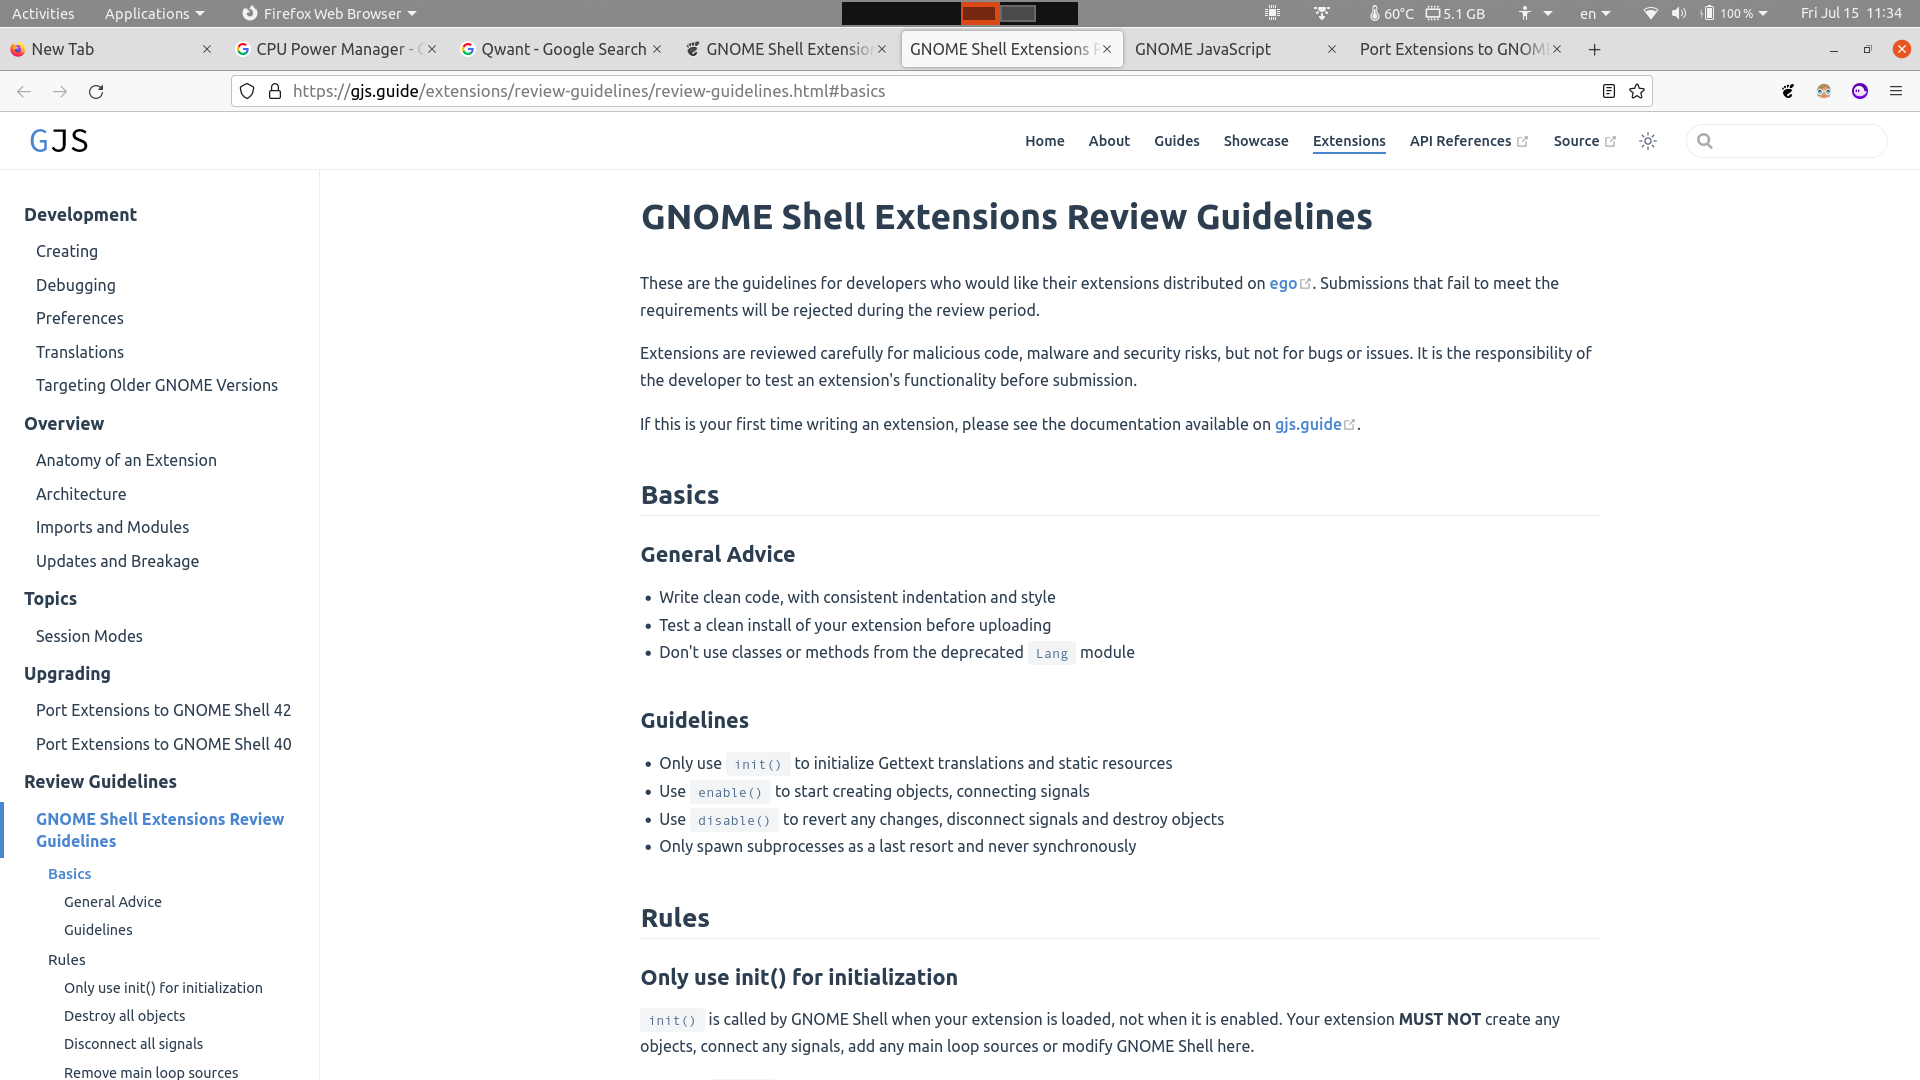 Activities Applications Firefox Web Browser 60°C 5.1 GB en 100 % Fri Jul 15 11:34
New Tab CPU Power Manager - Qwant - Google Search GNOME Shell Extensio GNOME Shell Extensions GNOME JavaScript Port Extensions to GNOM
https://gjs.guide/extensions/review-guidelines/review-guidelines.html#basics
GJS Home About Guides Showcase Extensions API References Source
Development
Creating
Debugging
Preferences
Translations
Targeting Older GNOME Versions
Overview
Anatomy of an Extension
Architecture
Imports and Modules
Updates and Breakage
Topics
Session Modes
Upgrading
Port Extensions to GNOME Shell 42
Port Extensions to GNOME Shell 40
Review Guidelines
GNOME Shell Extensions Review
Guidelines
Basics
General Advice
Guidelines
Rules
Only use init() for initialization
Destroy all objects
Disconnect all signals
Remove main loop sources
GNOME Shell Extensions Review Guidelines
These are the guidelines for developers who would like their extensions distributed on ego. Submissions that fail to meet the
requirements will be rejected during the review period.
Extensions are reviewed carefully for malicious code, malware and security risks, but not for bugs or issues. It is the responsibility of
the developer to test an extension's functionality before submission.
If this is your first time writing an extension, please see the documentation available on gjs.guide.
Basics
General Advice
• Write clean code, with consistent indentation and style
• Test a clean install of your extension before uploading
• Don't use classes or methods from the deprecated Lang module
Guidelines
• Only use init() to initialize Gettext translations and static resources
• Use enable() to start creating objects, connecting signals
• Use disable() to revert any changes, disconnect signals and destroy objects
• Only spawn subprocesses as a last resort and never synchronously
Rules
Only use init() for initialization
init() is called by GNOME Shell when your extension is loaded, not when it is enabled. Your extension MUST NOT create any
objects, connect any signals, add any main loop sources or modify GNOME Shell here.